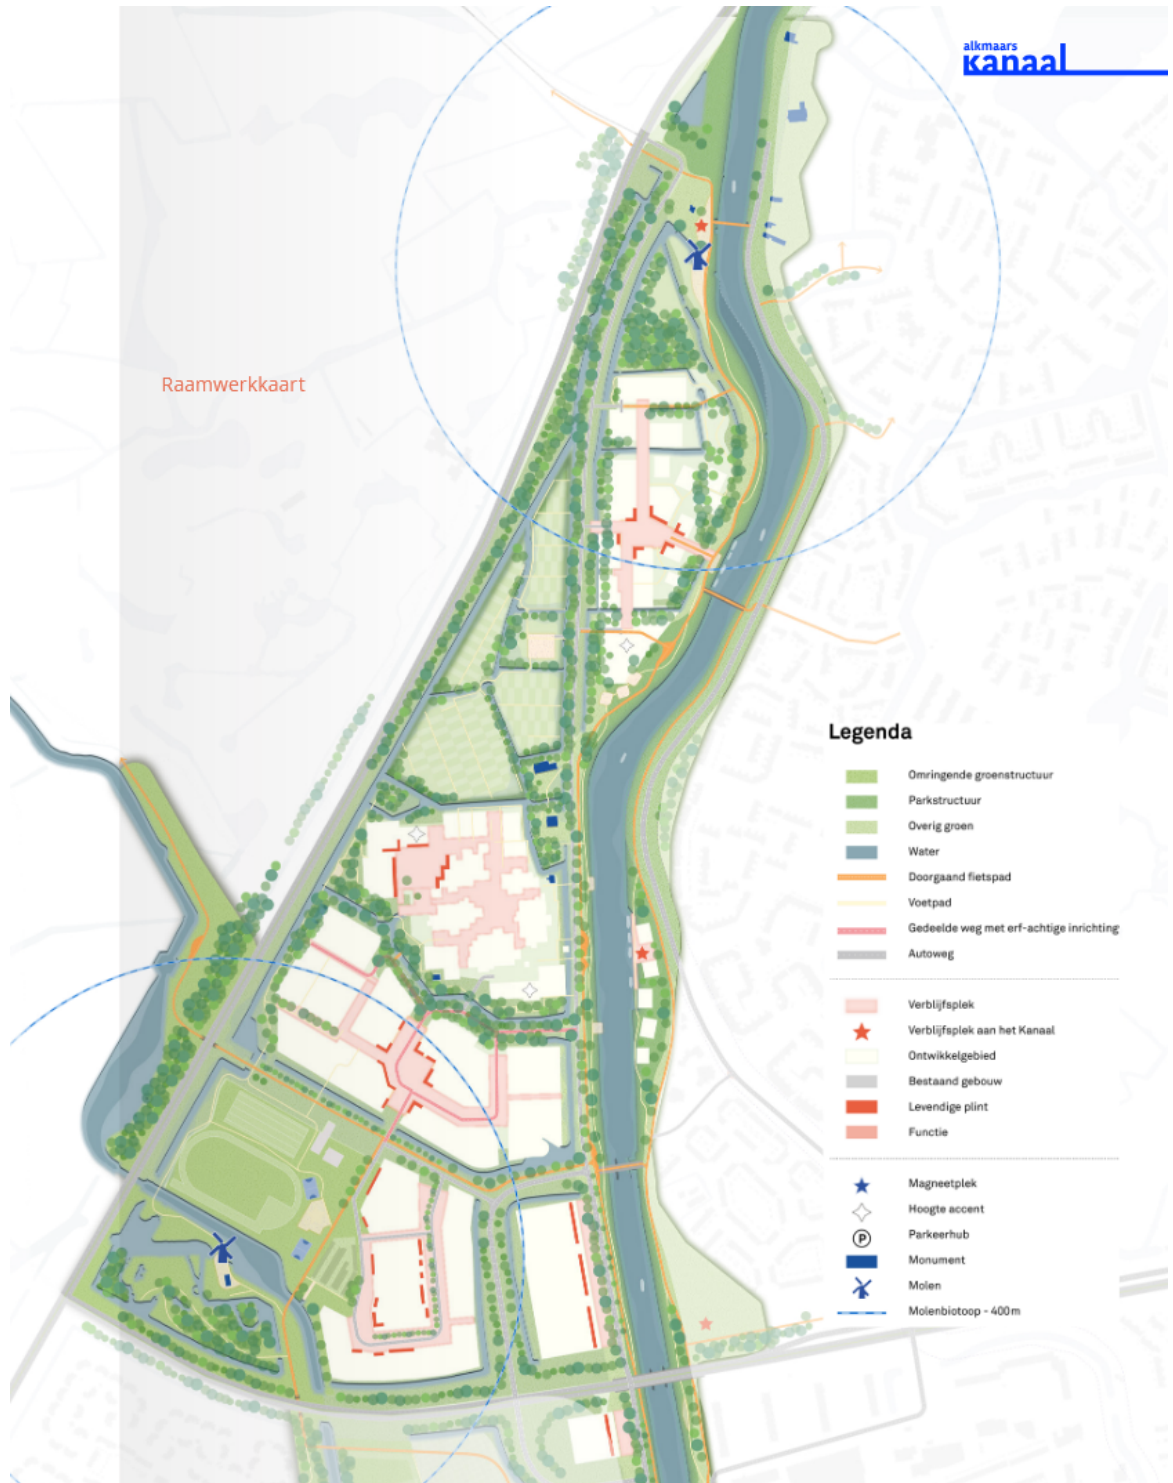 alkmaars
kanaal
Raamwerkkaart
Legenda
Omringende groenstructuur
Parkstructuur
Overig groen
Water
Doorgaand fietspad
Voetpad
Gedeelde weg met erf-achtige inrichting
Autoweg
Verblijfsplek
Verblijfsplek aan het Kanaal
Ontwikkelgebied
Bestaand gebouw
Levendige plint
Functie
Magneetplek
Hoogte accent
P Parkeerhub
Monument
Molen
Molenbiotoop - 400m